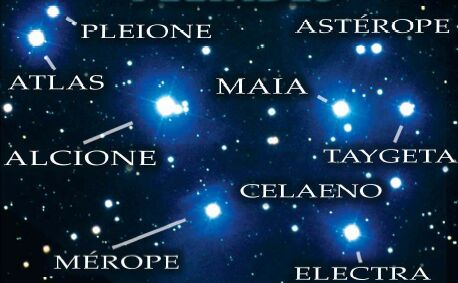 PLEIONE
ASTÉROPE
ATLAS
MAIA
ALCIONE
TAYGETA
CELAENO
MÉROPE
ELECTRA